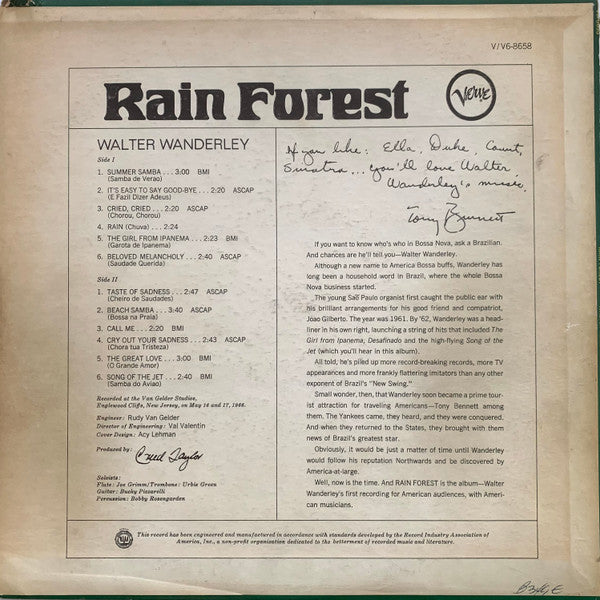 V/V6-8658
Rain Forest
Verve
WALTER WANDERLEY
Side I
1. SUMMER SAMBA . . . 3:00 BMI
(Samba de Verao)
2. IT'S EASY TO SAY GOOD-BYE . . . 2:20 ASCAP
(E Fazil Dizer Adeus)
3. CRIED, CRIED . . . 2:20 ASCAP
(Chorou, Chorou)
4. RAIN (Chuva) . . . 2:24
5. THE GIRL FROM IPANEMA . . . 2:23 BMI
(Garota de Ipanema)
6. BELOVED MELANCHOLY . . . 2:40 ASCAP
(Saudade Querida)
Side II
1. TASTE OF SADNESS . . . 2:47 ASCAP
(Cheiro de Saudades)
2. BEACH SAMBA . . . 3:40 ASCAP
(Bossa na Praia)
3. CALL ME . . . 2:20 BMI
4. CRY OUT YOUR SADNESS . . . 2:43 ASCAP
(Chora tua Tristeza)
5. THE GREAT LOVE . . . 3:00 BMI
(O Grande Amor)
6. SONG OF THE JET . . . 2:40 BMI
(Samba do Aviao)
Recorded at the Van Gelder Studios,
Englewood Cliffs, New Jersey, on May 16 and 17, 1966.
Engineer: Rudy Van Gelder
Director of Engineering: Val Valentin
Cover Design: Acy Lehman
Produced by: Creed Taylor
Soloists:
Flute: Joe Grimm/Trombone: Urbie Green
Guitar: Bucky Pizzarelli
Percussion: Bobby Rosengarden
If you like: Ella, Duke, Count,
Sinatra ... you'll love Walter
Wanderley's music.
Tony Bennett
If you want to know who's who in Bossa Nova, ask a Brazilian.
And chances are he'll tell you—Walter Wanderley.
Although a new name to America Bossa buffs, Wanderley has
long been a household word in Brazil, where the whole Bossa
Nova business started.
The young Saõ Paulo organist first caught the public ear with
his brilliant arrangements for his good friend and compatriot,
Joao Gilberto. The year was 1961. By '62, Wanderley was a head-
liner in his own right, launching a string of hits that included The
Girl from Ipanema, Desafinado and the high-flying Song of the
Jet (which you'll hear in this album).
All told, he's piled up more record-breaking records, more TV
appearances and more frankly flattering imitators than any other
exponent of Brazil's "New Swing."
Small wonder, then, that Wanderley soon became a prime tour-
ist attraction for traveling Americans—Tony Bennett among
them. The Yankees came, they heard, and they were conquered.
And when they returned to the States, they brought with them
news of Brazil's greatest star.
Obviously, it would be just a matter of time until Wanderley
would follow his reputation Northwards and be discovered by
America-at-large.
Well, now is the time. And RAIN FOREST is the album—Walter
Wanderley's first recording for American audiences, with Ameri-
can musicians.
This record has been engineered and manufactured in accordance with standards developed by the Record Industry Association of
America, Inc., a non-profit organization dedicated to the betterment of recorded music and literature.